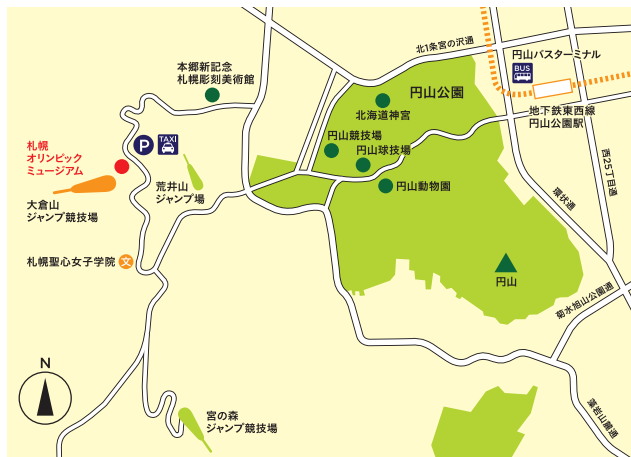 北1条宮の沢通
円山バスターミナル
BUS
本郷新記念
札幌彫刻美術館
円山公園
地下鉄東西線
円山公園駅
北海道神宮
円山競技場
円山球技場
札幌
オリンピック
ミュージアム
P
TAXI
西25丁目通
荒井山
ジャンプ場
円山動物園
環状通
大倉山
ジャンプ競技場
札幌聖心女子学院
文
円山
菊水旭山公園通
N
宮の森
ジャンプ競技場
藻岩山麓通